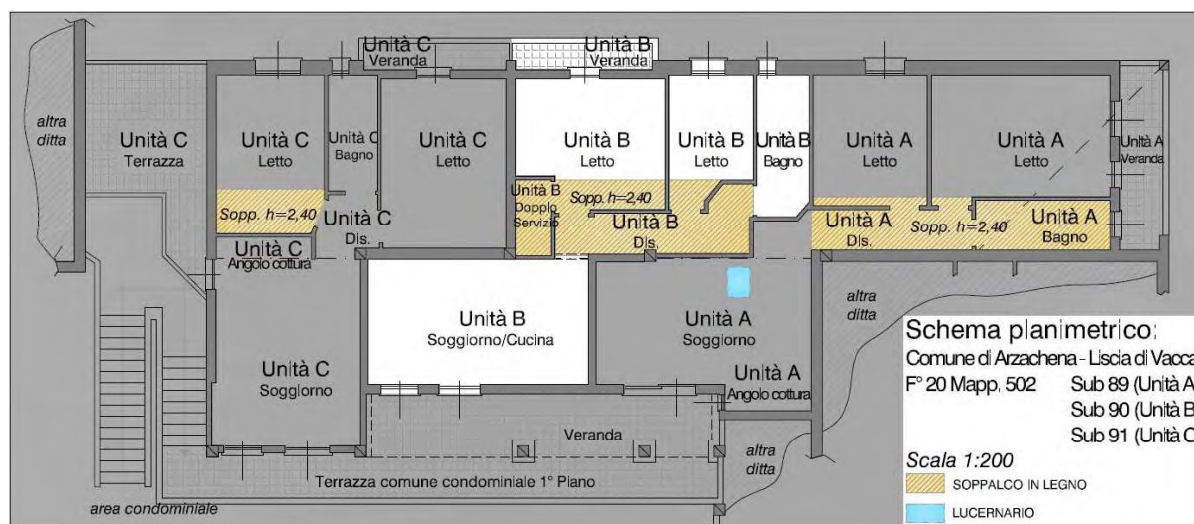 altra
ditta
Unità C
Terrazza
Unità C
Letto
Sopp. h=2,40
Unità C
Bagno
Unità C
Veranda
Unità C
Letto
Unità C
Dis.
Unità C
Angolo cottura
Unità C
Soggiorno
Unità B
Veranda
Unità B
Letto
Unità B
Letto
Unità B
Bagno
Unità B
Doppio
Servizio
Sopp. h=2,40
Unità B
Dis.
Unità B
Soggiorno/Cucina
Unità A
Letto
Unità A
Letto
Unità A
Veranda
Unità A
Dis.
Sopp. h=2,40
Unità A
Bagno
Unità A
Soggiorno
Unità A
Angolo cottura
altra
ditta
Veranda
altra
ditta
Terrazza comune condominiale 1° Piano
area condominiale
Schema planimetrico:
Comune di Arzachena - Liscia di Vacca
F° 20 Mapp. 502 Sub 89 (Unità A
Sub 90 (Unità B
Sub 91 (Unità C
Scala 1:200
SOPPALCO IN LEGNO
LUCERNARIO